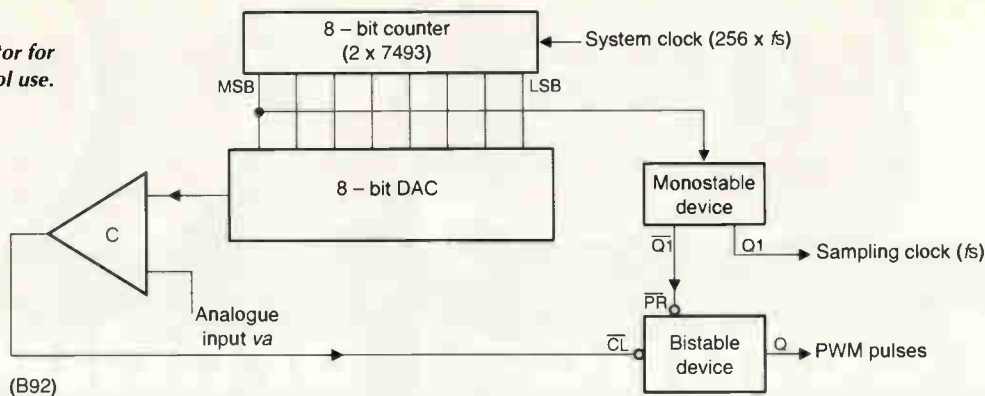 tor for
ol use.
8 – bit counter
(2 x 7493)
System clock (256 x fs)
MSB
LSB
8 – bit DAC
C
Analogue
input va
Monostable
device
Q1
Q1
Sampling clock (fs)
PR
CL
Bistable
device
Q
PWM pulses
(B92)